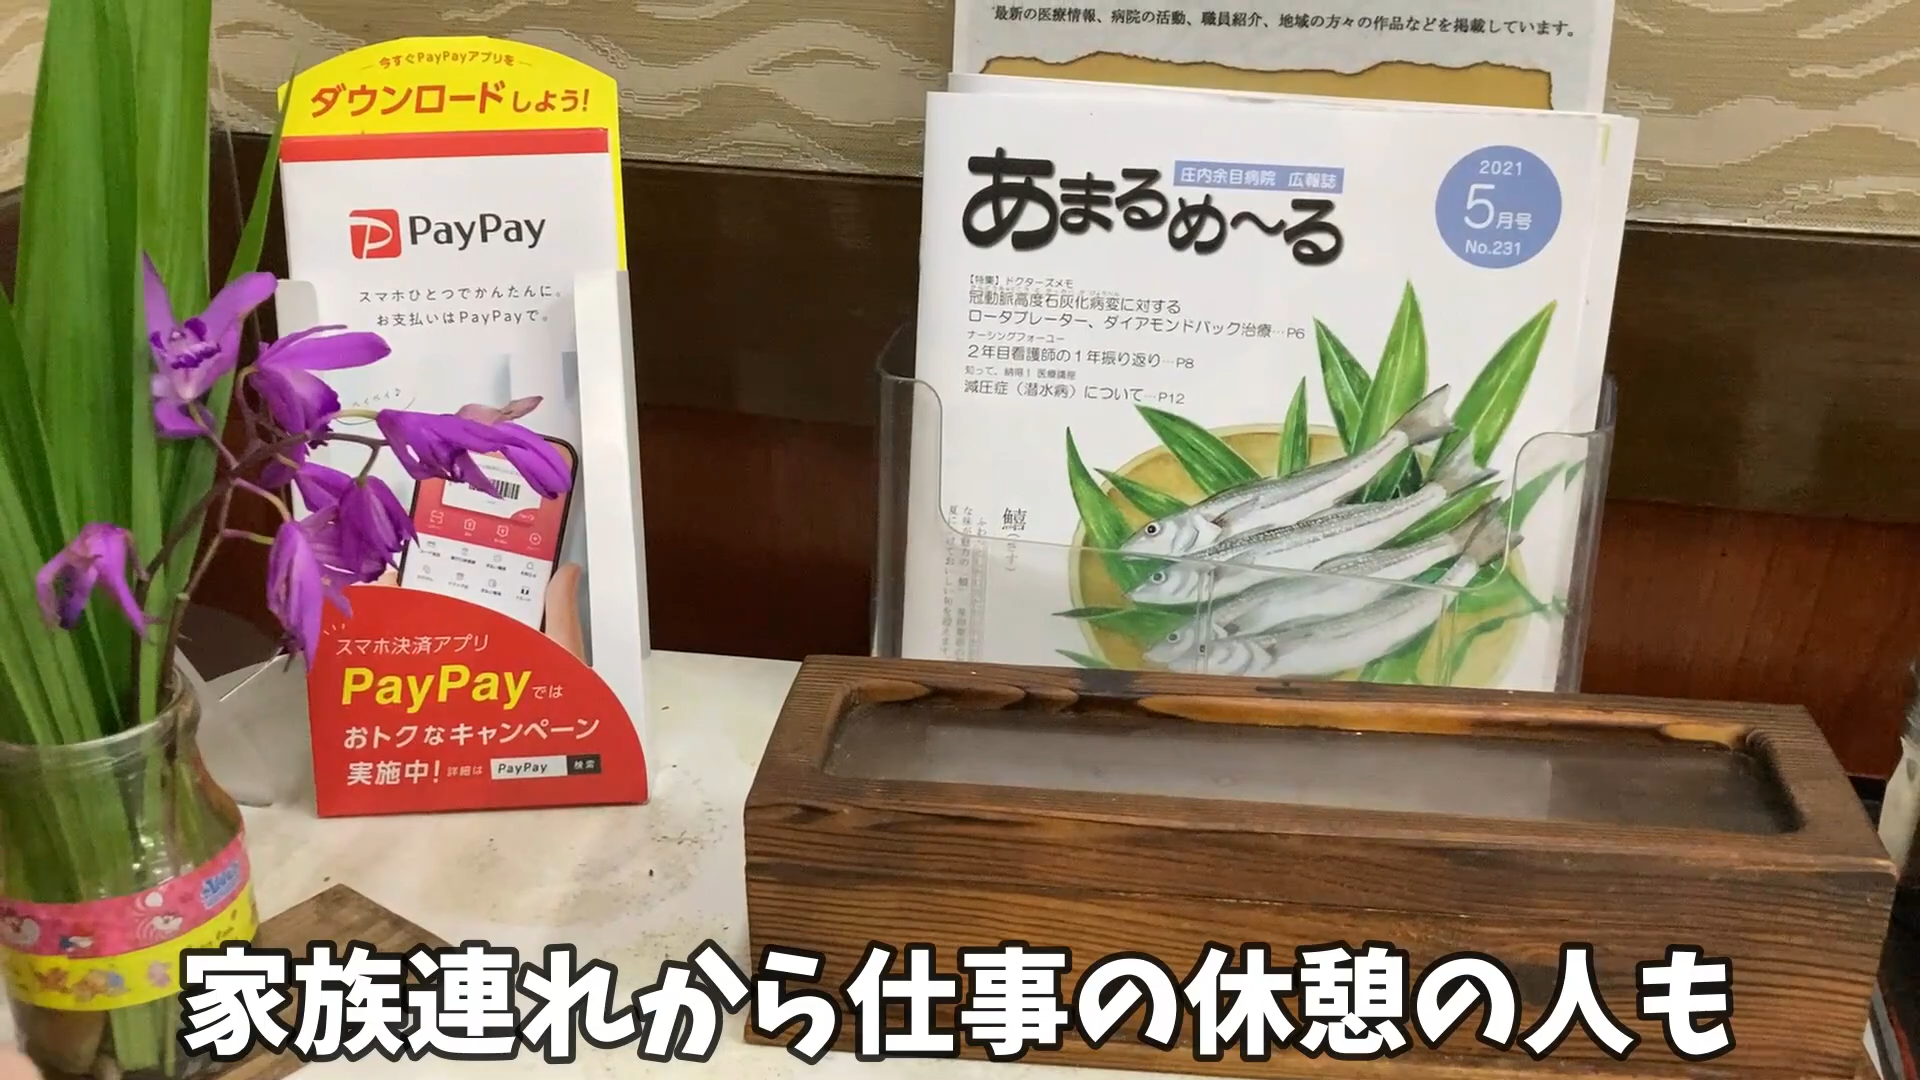 今すぐPayPayアプリを
ダウンロードしよう!
PayPay
スマホひとつでかんたんに。
お支払いはPayPayで。
ペイペイ♪
スマホ決済アプリ
PayPayでは
おトクなキャンペーン
実施中! 詳細は PayPay 検索
最新の医療情報、病院の活動、職員紹介、地域の方々の作品などを掲載しています。
あまるめ〜る
庄内余目病院 広報誌
2021
5月号
No.231
【特集】ドクターズメモ
冠動脈高度石灰化病変に対する
ロータブレーター、ダイアモンドバック治療…P6
ナーシングフォーユー
2年目看護師の1年振り返り…P8
知って、納得！医療講座
減圧症（潜水病）について…P12
鱚（きす）
家族連れから仕事の休憩の人も